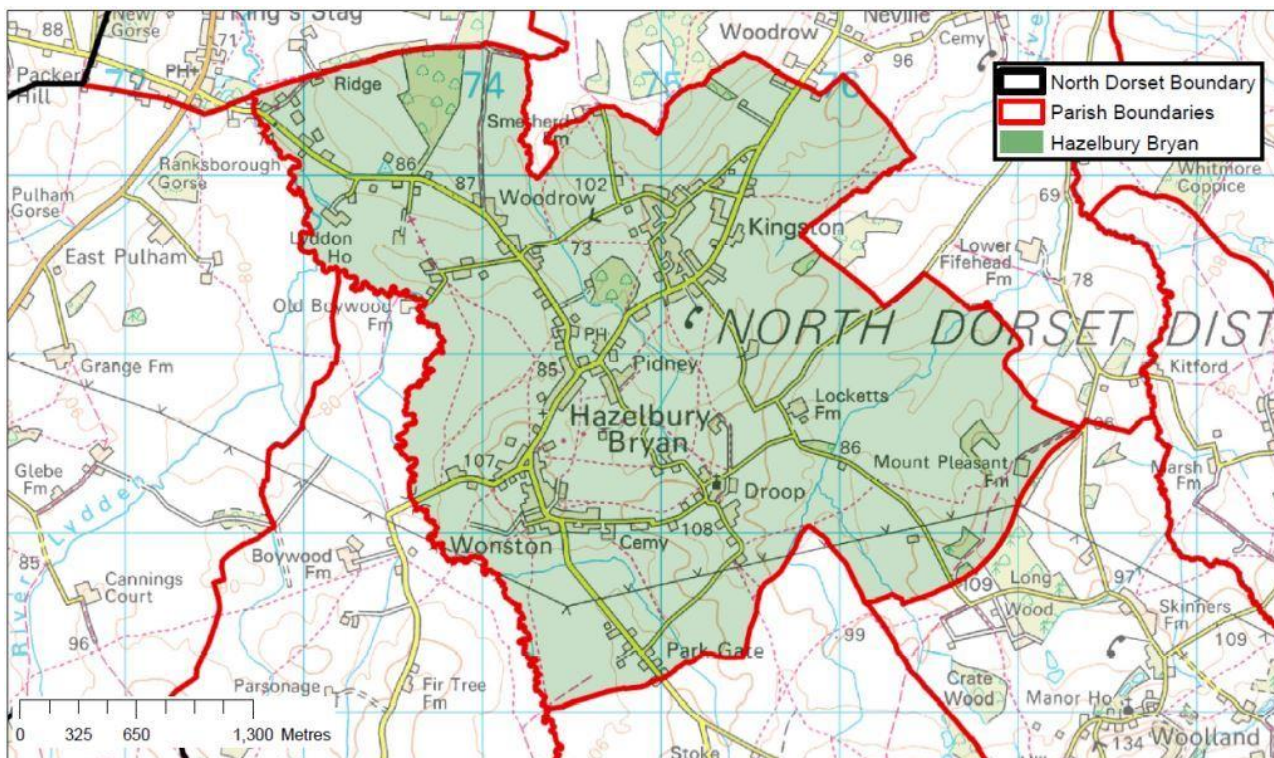 New
Gorse
King's Stag
88
71
PH
Packer
Hill
77
Ridge
74
75
76
Woodrow
Neville
Cemy
96
North Dorset Boundary
Parish Boundaries
Hazelbury Bryan
Ranksborough
Gorse
Pulham
Gorse
East Pulham
86
87
Woodrow
102
Kingston
69
Whitmore
Coppice
Lyddon
Ho
73
80
Old Boywood
Fm
Lower
Fifehead
Fm
78
NORTH DORSET DIST
PH
Pidney
85
Grange Fm
Kitford
Locketts
Fm
Hazelbury
Bryan
107
86
Mount Pleasant
Fm
Marsh
Fm
Glebe
Fm
River Lydden
Droop
108
Wonston
Cemy
Boywood
Fm
85
Cannings
Court
109
Long
Wood
97
Skinners
Fm
109
96
99
Park Gate
Parsonage
Fir Tree
Fm
Crate
Wood
Manor Ho
134
Woolland
Stoke
0 325 650 1,300 Metres